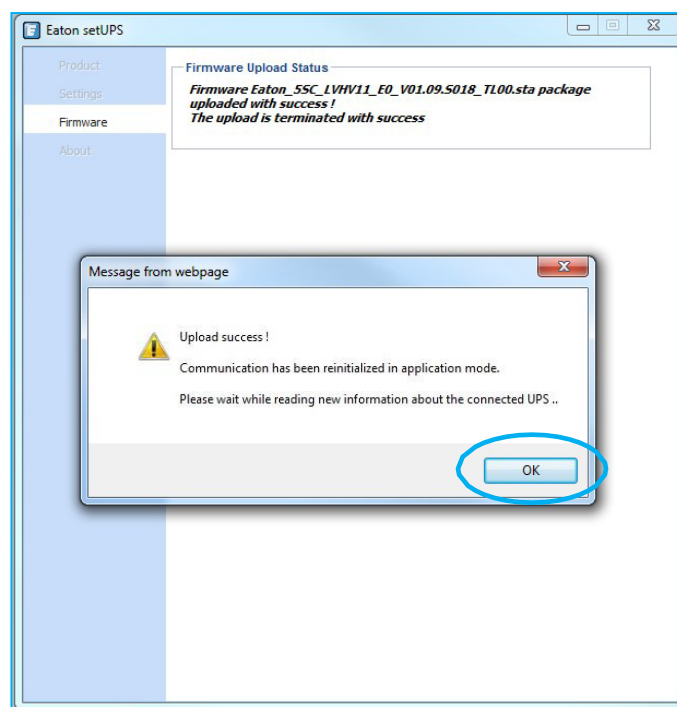 Eaton setUPS
Product
Settings
Firmware
About
Firmware Upload Status
Firmware Eaton_5SC_LVHV11_E0_V01.09.5018_TL00.sta package
uploaded with success !
The upload is terminated with success
Message from webpage
Upload success !
Communication has been reinitialized in application mode.
Please wait while reading new information about the connected UPS ..
OK